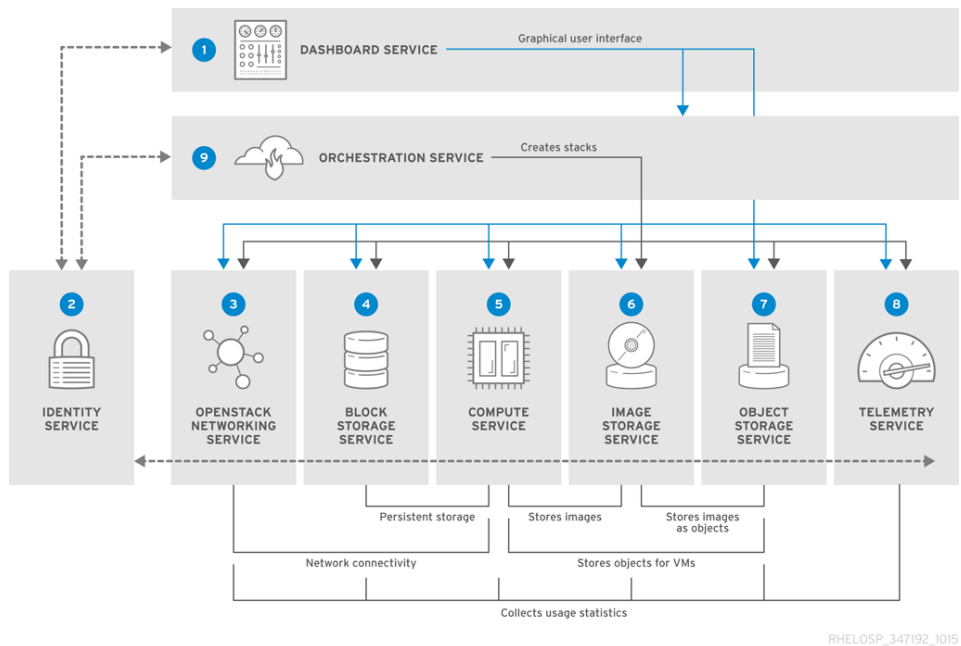 1
DASHBOARD SERVICE
Graphical user interface
9
ORCHESTRATION SERVICE
Creates stacks
2
IDENTITY
SERVICE
3
OPENSTACK
NETWORKING
SERVICE
4
BLOCK
STORAGE
SERVICE
5
COMPUTE
SERVICE
6
IMAGE
STORAGE
SERVICE
7
OBJECT
STORAGE
SERVICE
8
TELEMETRY
SERVICE
Persistent storage
Stores images
Stores images
as objects
Network connectivity
Stores objects for VMs
Collects usage statistics
RHELOSP_347192_1015